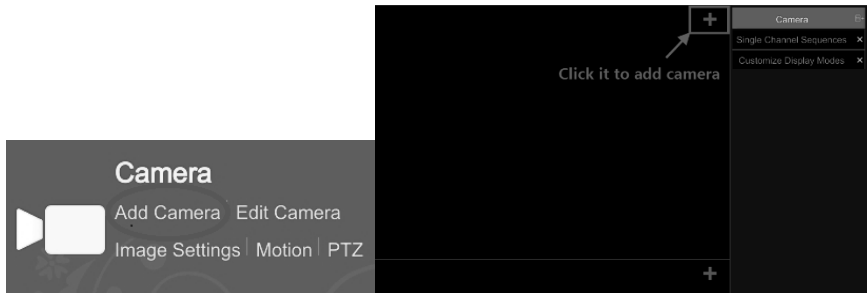 Camera
Add Camera Edit Camera
Image Settings Motion PTZ
+
Click it to add camera
+
Camera
Single Channel Sequences ×
Customize Display Modes ×